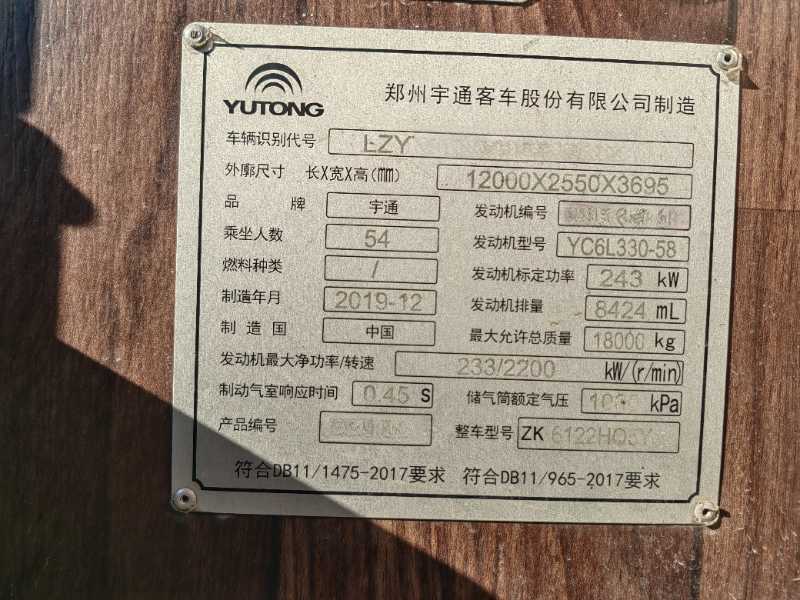 YUTONG 郑州宇通客车股份有限公司制造
车辆识别代号 LZY
外廓尺寸 长X宽X高(mm) 12000X2550X3695
品 牌 宇通 发动机编号
乘坐人数 54 发动机型号 YC6L330-58
燃料种类 / 发动机标定功率 243 kW
制造年月 2019-12 发动机排量 8424 mL
制造国 中国 最大允许总质量 18000 kg
发动机最大净功率/转速 233/2200 kW/(r/min)
制动气室响应时间 0.45 S 储气筒额定气压 kPa
产品编号 整车型号 ZK
符合DB11/1475-2017要求 符合DB11/965-2017要求